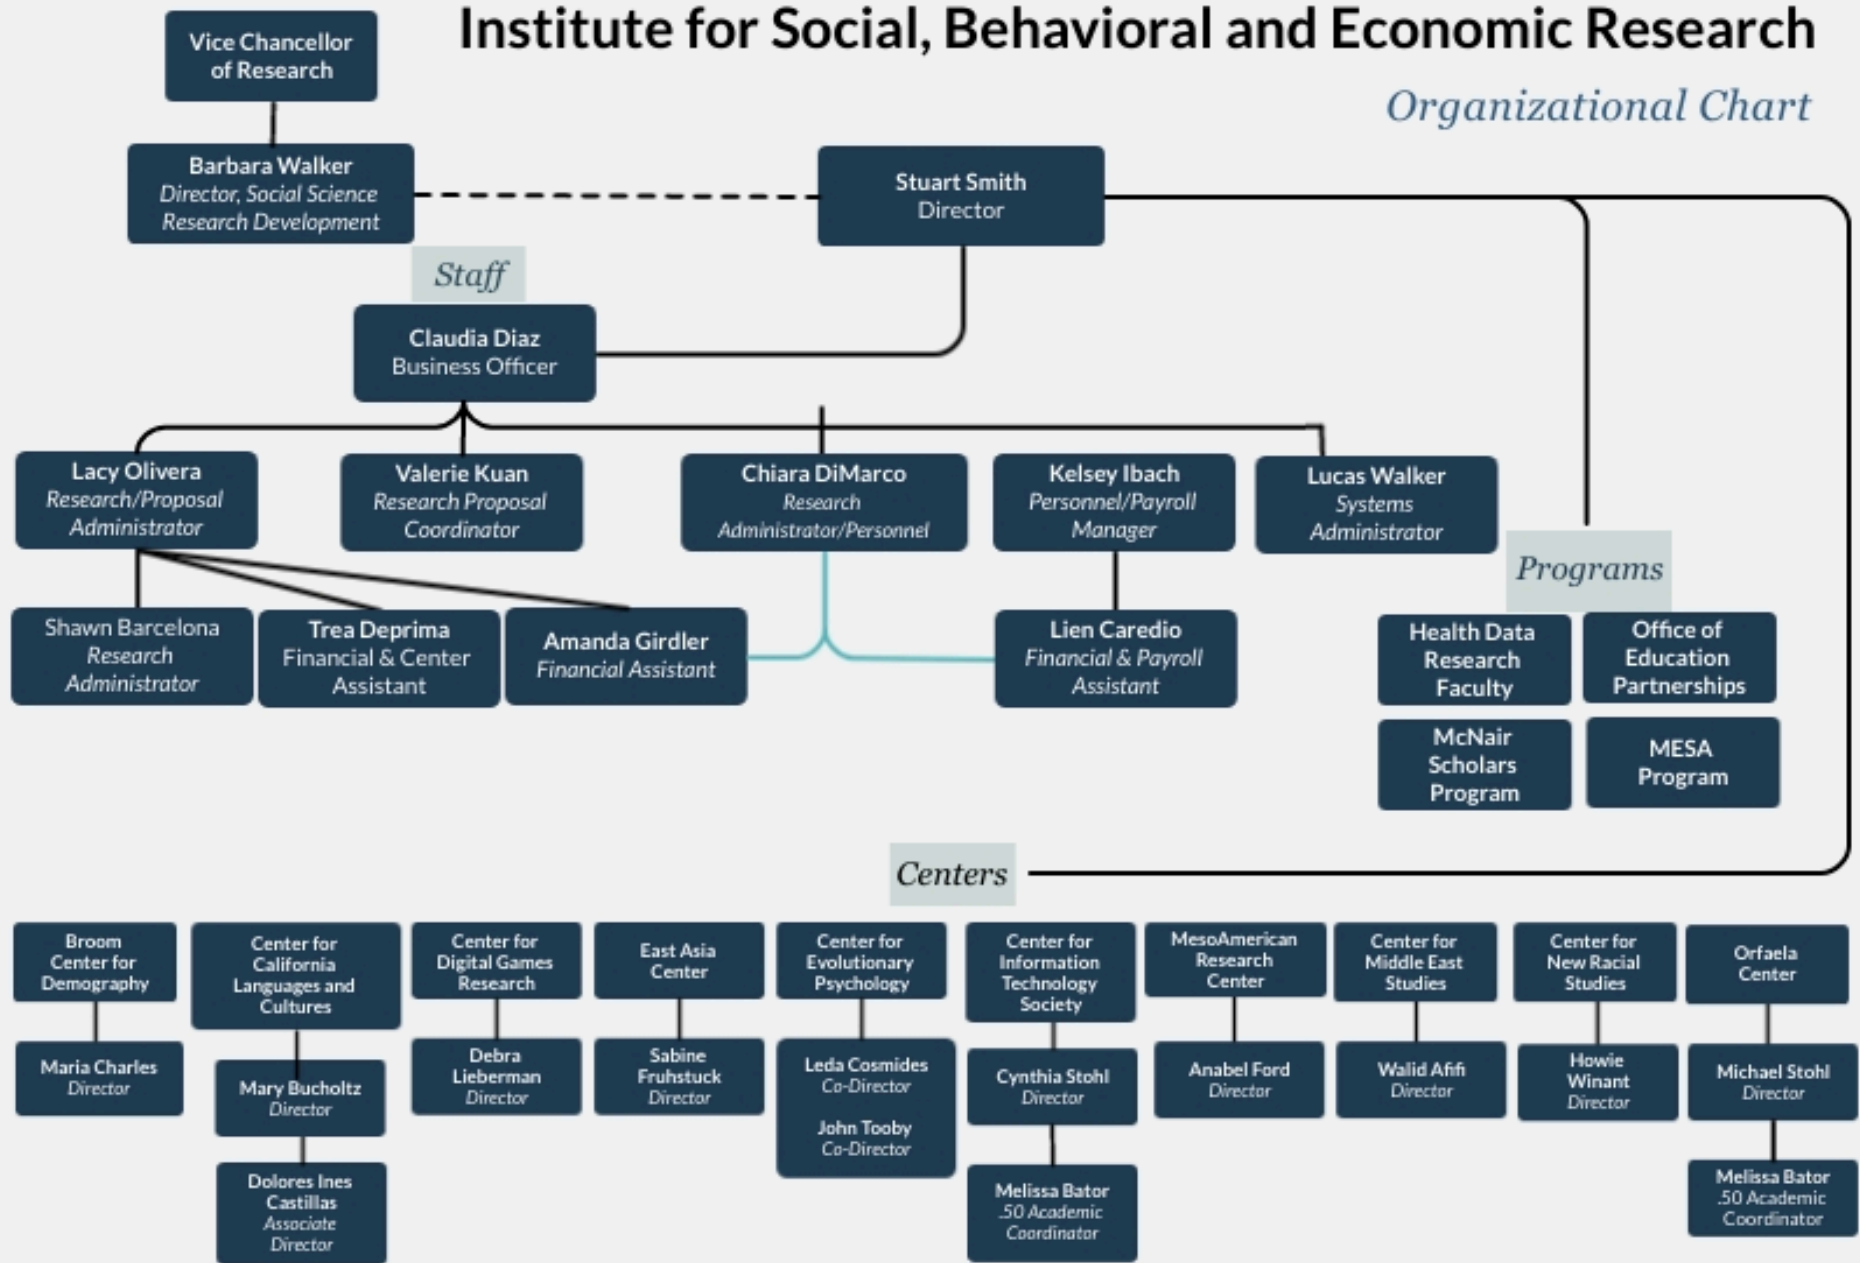 Institute for Social, Behavioral and Economic Research
Organizational Chart
Vice Chancellor
of Research
Barbara Walker
Director, Social Science
Research Development
Stuart Smith
Director
Staff
Claudia Diaz
Business Officer
Lacy Olivera
Research/Proposal
Administrator
Valerie Kuan
Research Proposal
Coordinator
Chiara DiMarco
Research
Administrator/Personnel
Kelsey Ibach
Personnel/Payroll
Manager
Lucas Walker
Systems
Administrator
Shawn Barcelona
Research
Administrator
Trea Deprima
Financial & Center
Assistant
Amanda Girdler
Financial Assistant
Lien Caredio
Financial & Payroll
Assistant
Programs
Health Data
Research
Faculty
Office of
Education
Partnerships
McNair
Scholars
Program
MESA
Program
Centers
Broom
Center for
Demography
Maria Charles
Director
Center for
California
Languages and
Cultures
Mary Bucholtz
Director
Dolores Ines
Castillas
Associate
Director
Center for
Digital Games
Research
Debra
Lieberman
Director
East Asia
Center
Sabine
Fruhstuck
Director
Center for
Evolutionary
Psychology
Leda Cosmides
Co-Director
John Tooby
Co-Director
Center for
Information
Technology
Society
Cynthia Stohl
Director
Melissa Bator
.50 Academic
Coordinator
MesoAmerican
Research
Center
Anabel Ford
Director
Center for
Middle East
Studies
Walid Afifi
Director
Center for
New Racial
Studies
Howie
Winant
Director
Orfaela
Center
Michael Stohl
Director
Melissa Bator
.50 Academic
Coordinator